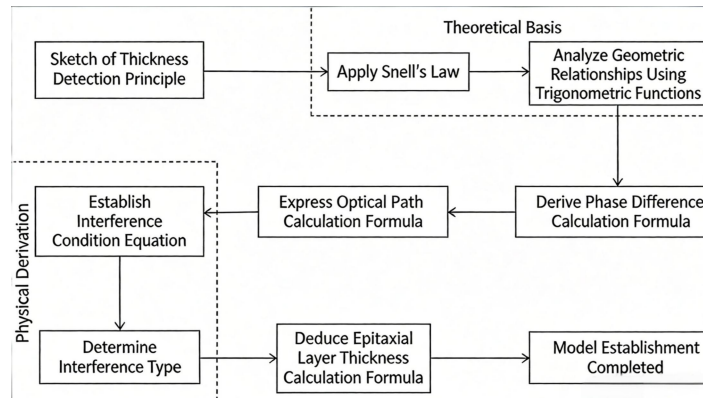 Theoretical Basis
Sketch of Thickness
Detection Principle
Apply Snell's Law
Analyze Geometric
Relationships Using
Trigonometric Functions
Derive Phase Difference
Calculation Formula
Express Optical Path
Calculation Formula
Physical Derivation
Establish
Interference
Condition Equation
Determine
Interference Type
Deduce Epitaxial
Layer Thickness
Calculation Formula
Model Establishment
Completed